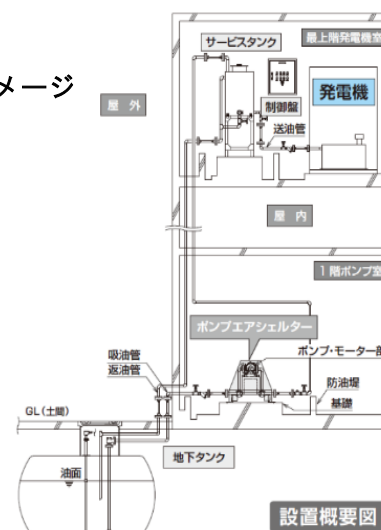 メージ
サービスタンク
最上階発電機室
屋 外
発電機
制御盤
送油管
屋 内
1階ポンプ室
ポンプエアシェルター
吸油管
返油管
ポンプ・モーター部
防油堤
基礎
GL(土間)
地下タンク
油面
設置概要図